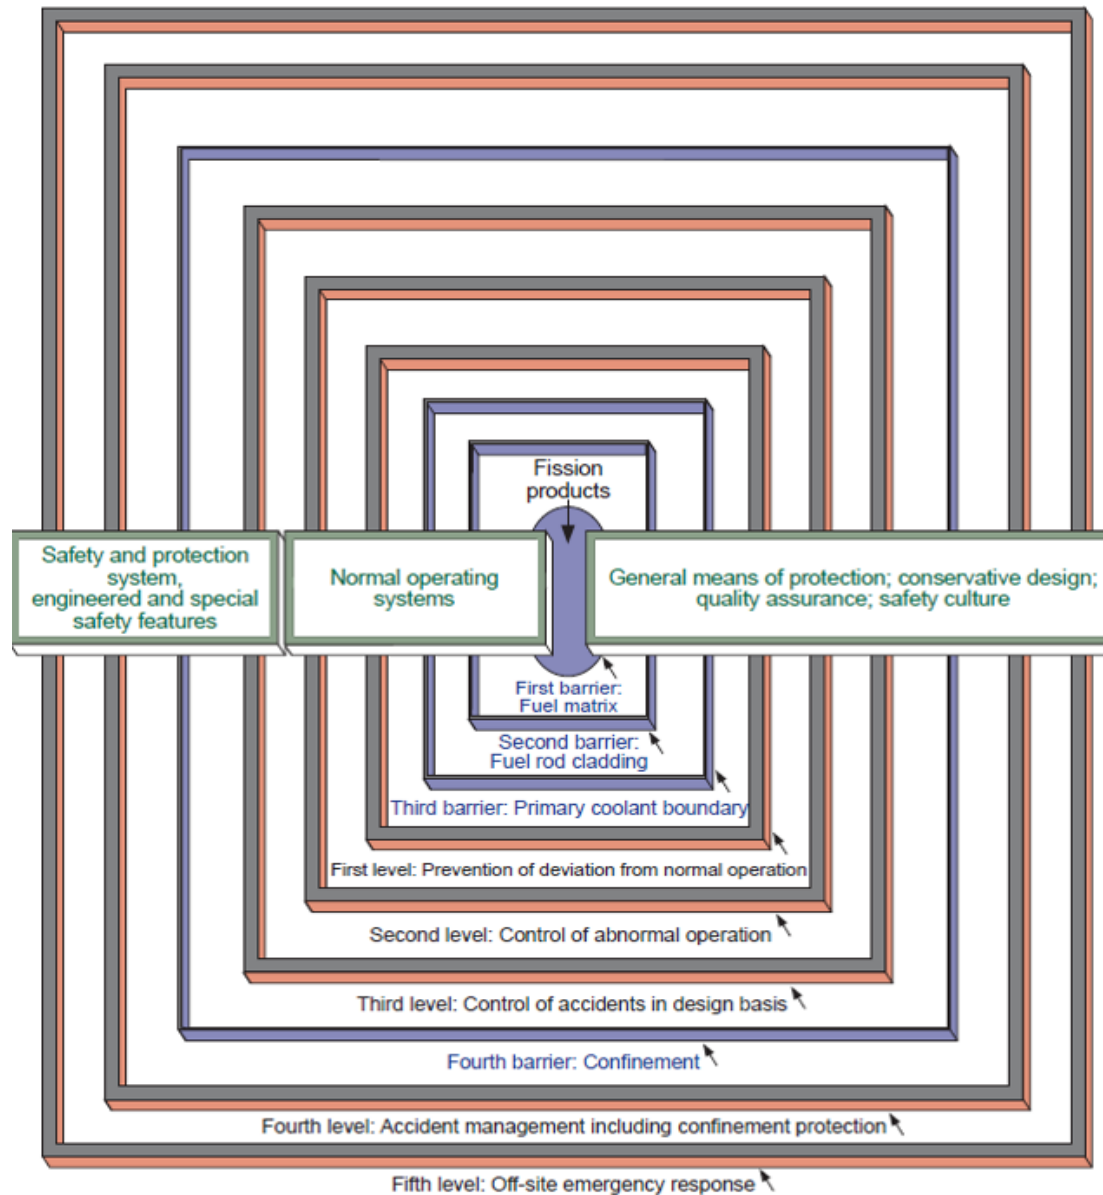 Fission
products
Safety and protection
system,
engineered and special
safety features
Normal operating
systems
General means of protection; conservative design;
quality assurance; safety culture
First barrier:
Fuel matrix
Second barrier:
Fuel rod cladding
Third barrier: Primary coolant boundary
First level: Prevention of deviation from normal operation
Second level: Control of abnormal operation
Third level: Control of accidents in design basis
Fourth barrier: Confinement
Fourth level: Accident management including confinement protection
Fifth level: Off-site emergency response